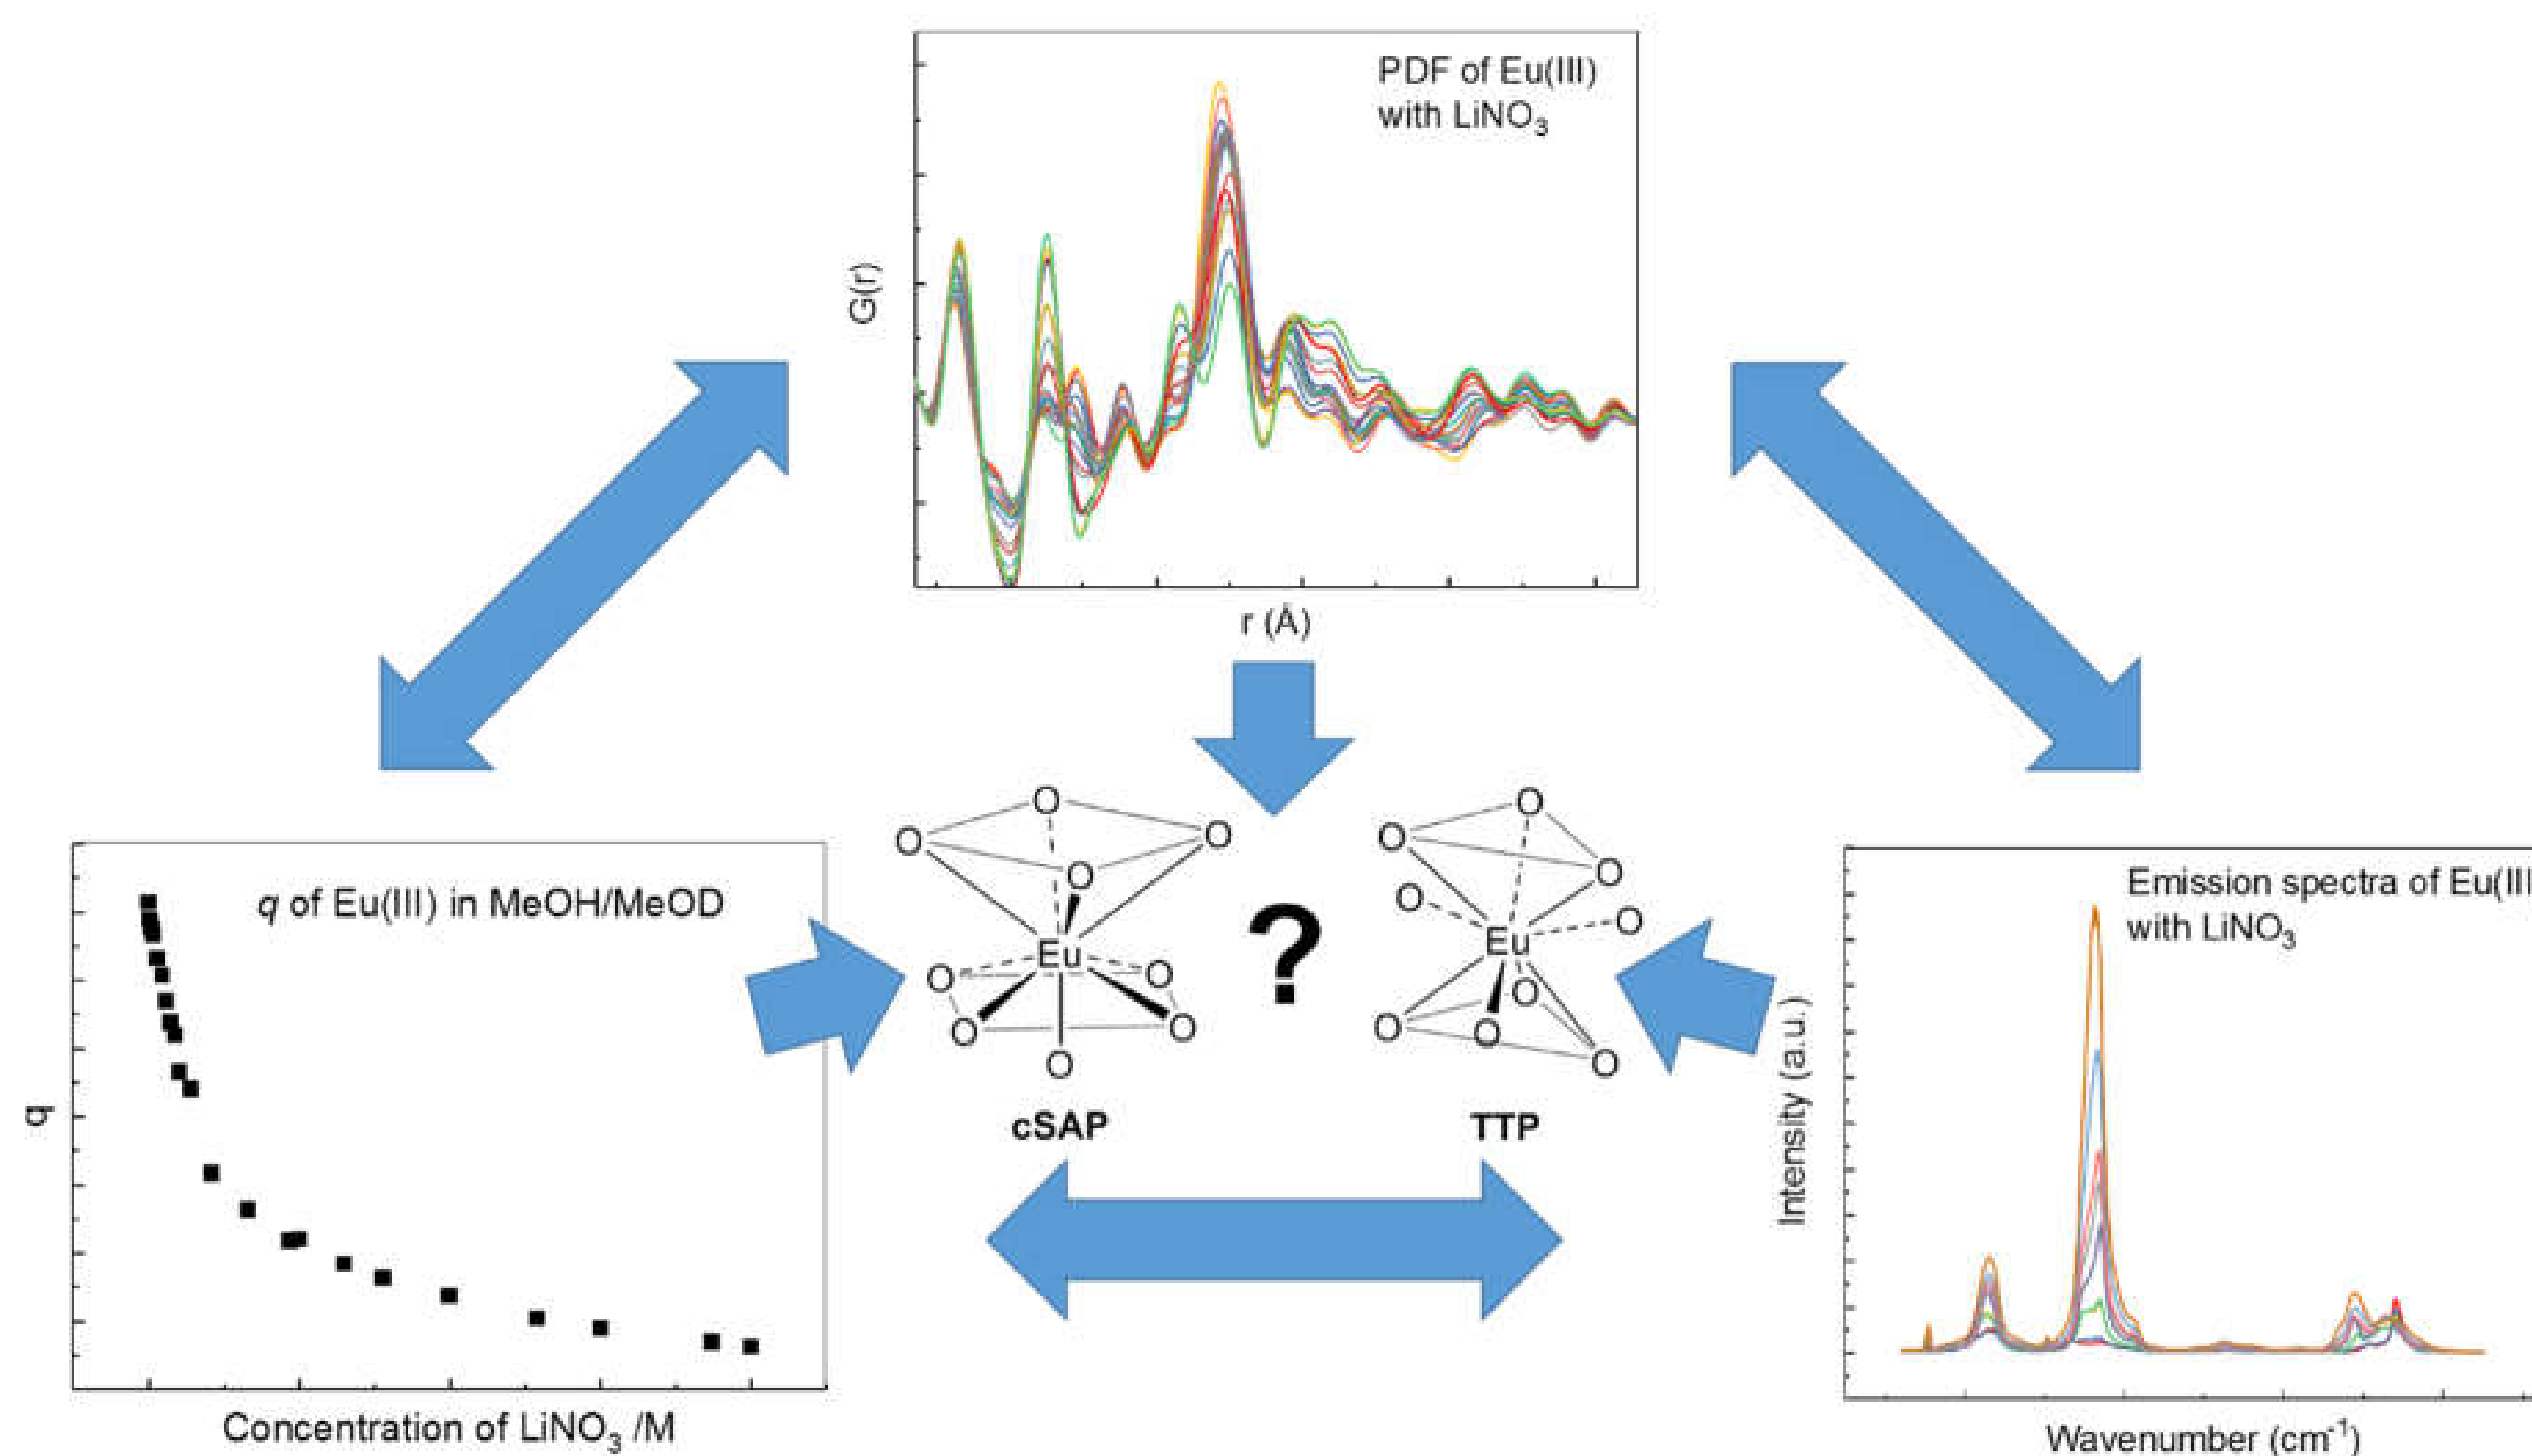 PDF of Eu(III)
with LiNO₃
G(r)
r (Å)
q of Eu(III) in MeOH/MeOD
q
Concentration of LiNO₃ /M
O
O
O
O
Eu
O
O
O
O
O
cSAP
?
O
O
O
O
O
Eu
O
O
O
O
TTP
Emission spectra of Eu(III
with LiNO₃
Intensity (a.u.)
Wavenumber (cm⁻¹)